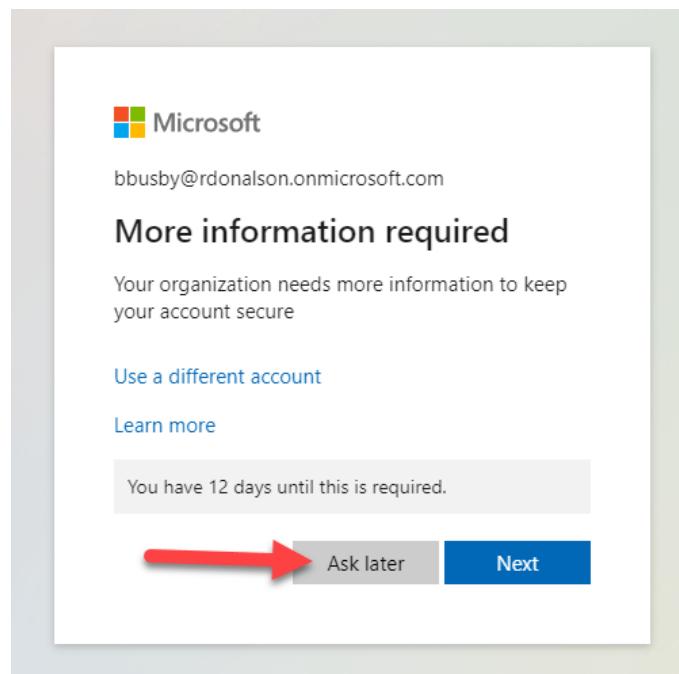 Microsoft
bbusby@rdonalson.onmicrosoft.com
More information required
Your organization needs more information to keep
your account secure
Use a different account
Learn more
You have 12 days until this is required.
Ask later
Next